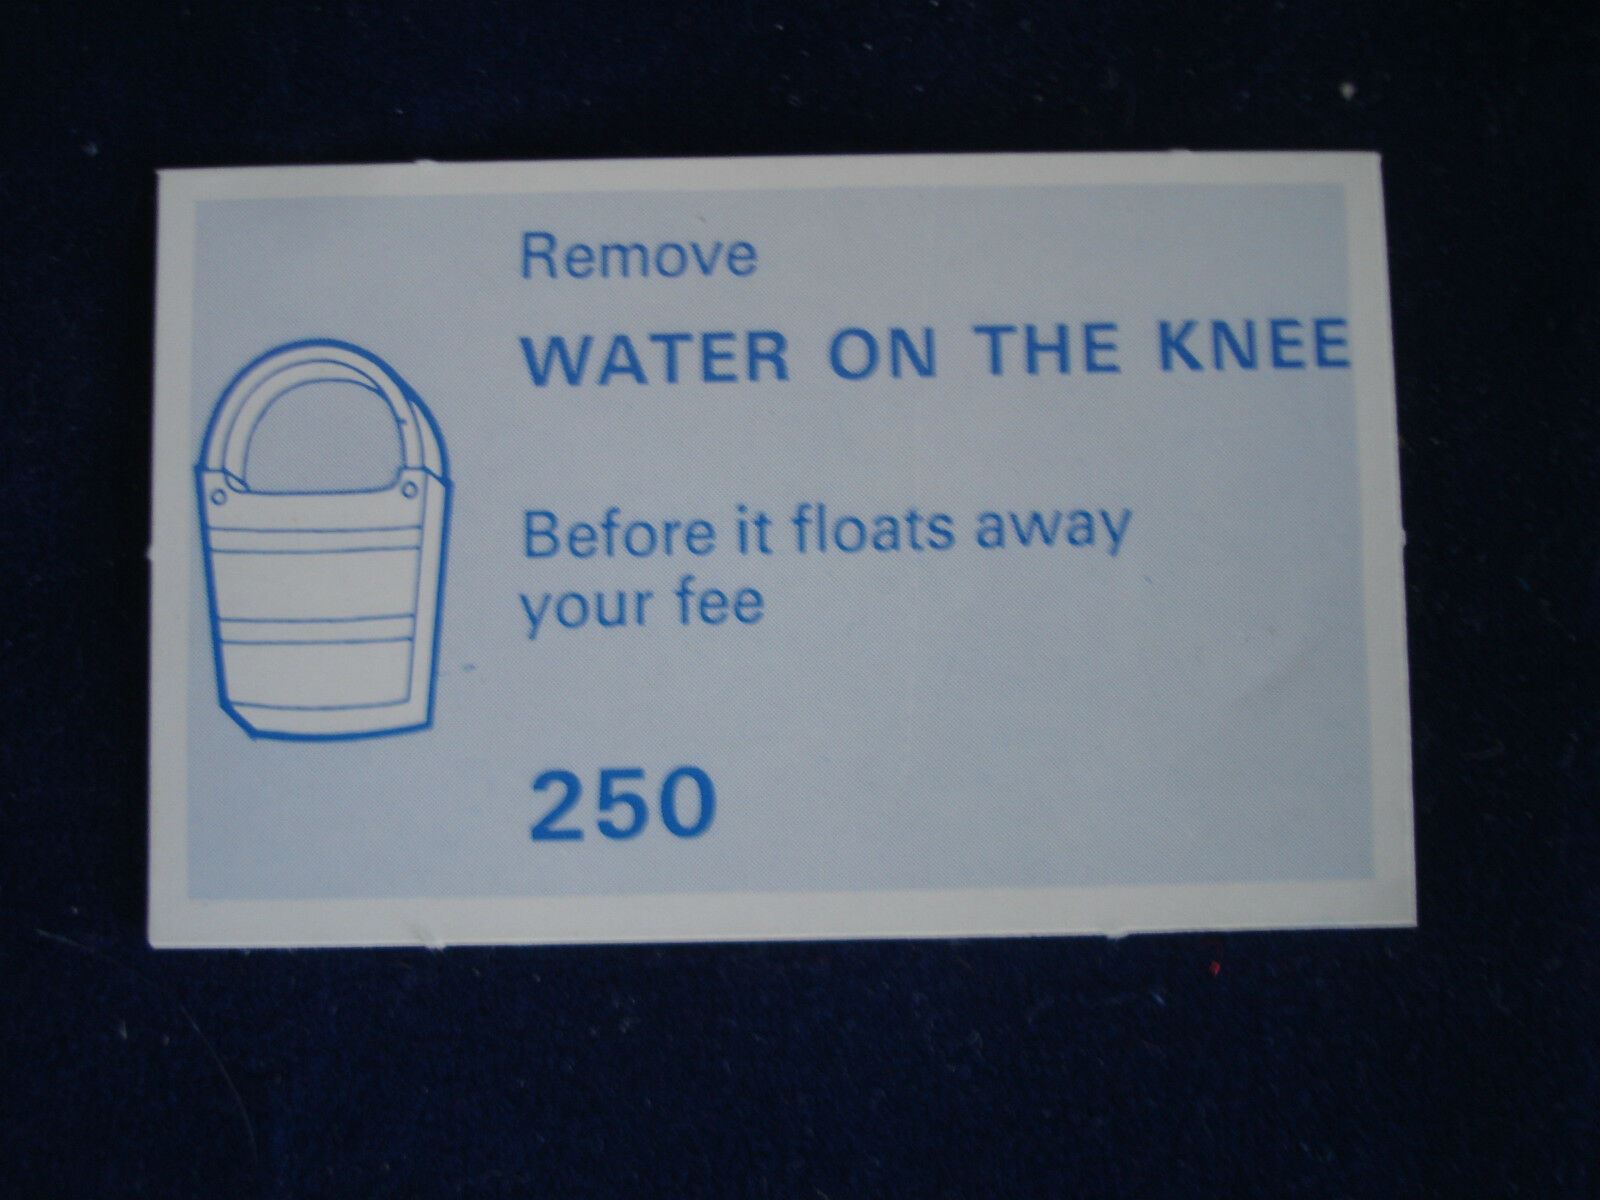 Remove
WATER ON THE KNEE
Before it floats away
your fee
250